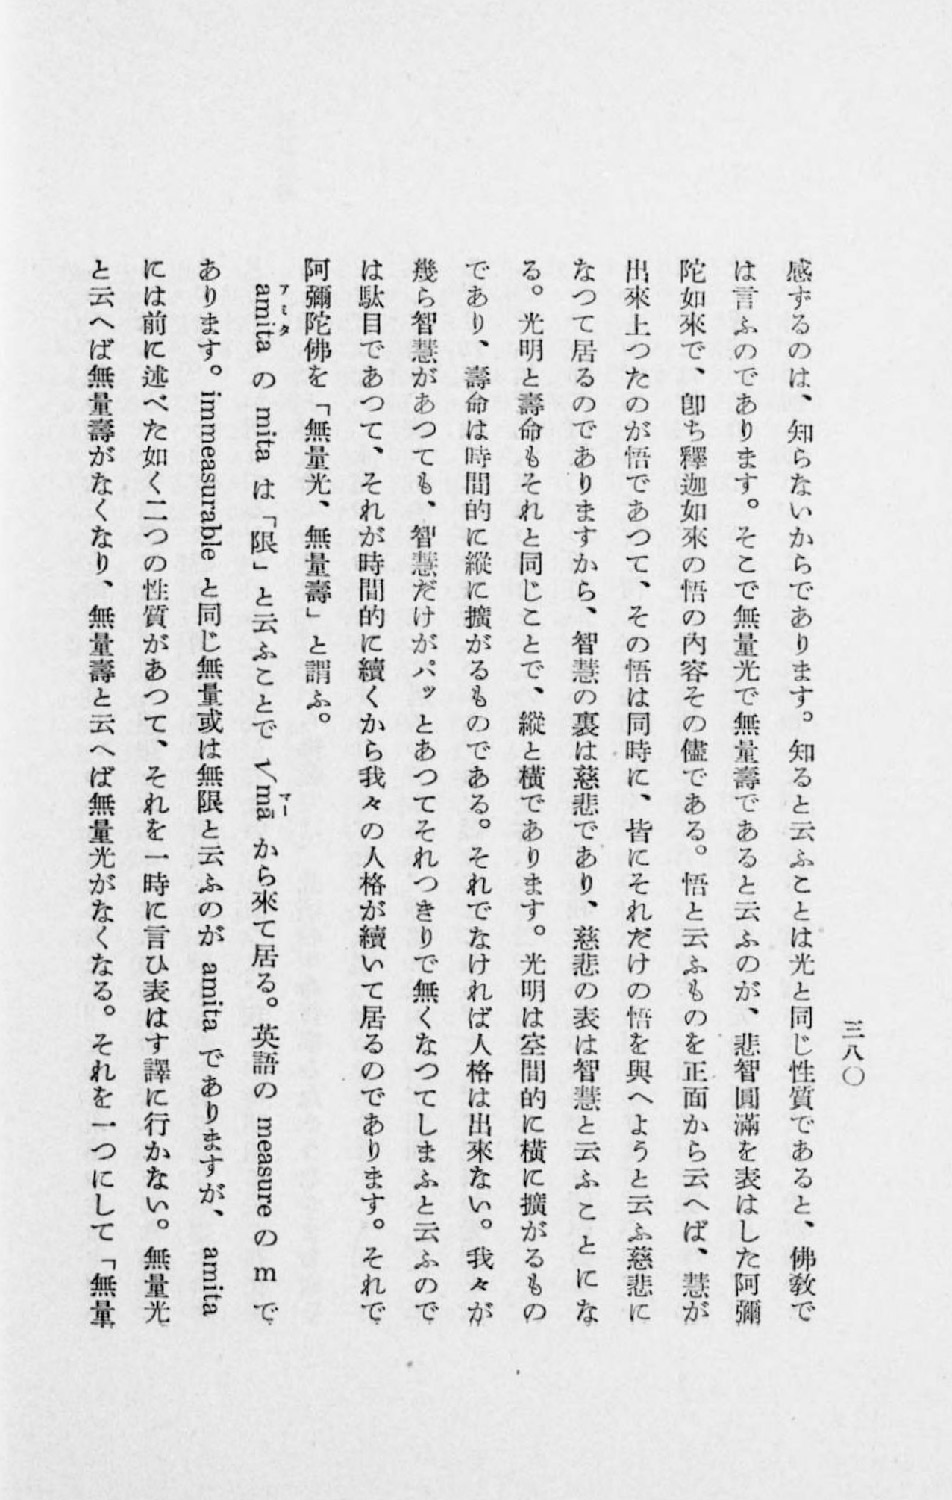 三八〇
感ずるのは、知らないからであります。知ると云ふことは光と同じ性質であると、佛敎で
は言ふのであります。そこで無量光で無量壽であると云ふのが、悲智圓滿を表はした阿彌
陀如來で、卽ち釋迦如來の悟の內容その儘である。悟と云ふものを正面から云へば、慧が
出來上つたのが悟であつて、その悟は同時に、皆にそれだけの悟を與へようと云ふ慈悲に
なつて居るのでありますから、智慧の裏は慈悲であり、慈悲の表は智慧と云ふことにな
る。光明と壽命もそれと同じことで、縱と橫であります。光明は空間的に橫に擴がるもの
であり、壽命は時間的に縱に擴がるものである。それでなければ人格は出來ない。我々が
幾ら智慧があつても、智慧だけがパッとあつてそれつきりで無くなつてしまふと云ふので
は駄目であつて、それが時間的に續くから我々の人格が續いて居るのであります。それで
阿彌陀佛を「無量光、無量壽」と謂ふ。
amita の mita は「限」と云ふことで √mā から來て居る。英語の measure の m で
アミタ
マー
あります。immeasurable と同じ無量或は無限と云ふのが amita でありますが、amita
には前に述べた如く二つの性質があつて、それを一時に言ひ表はす譯に行かない。無量光
と云へば無量壽がなくなり、無量壽と云へば無量光がなくなる。それを一つにして「無量